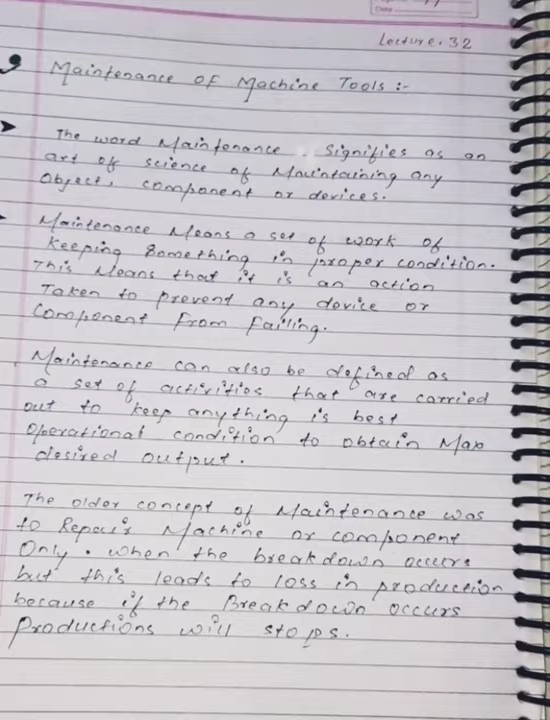 Date
Lecture. 32
Maintenance of Machine Tools :-
The word Maintenance Signifies as an
art of science of Maintaining any
Object, component or devices.
Maintenance Means a set of work of
keeping Something in proper condition.
This Means that it is an action
Taken to prevent any device or
Component From Failing.
Maintenance can also be defined as
a set of activities that are carried
out to keep anything is best
Operational condition to obtain Max
desired output.
The older concept of Maintenance was
to Repair Machine or component
Only. when the breakdown occurs
but this leads to loss in production
because if the Breakdown occurs
Productions will stops.